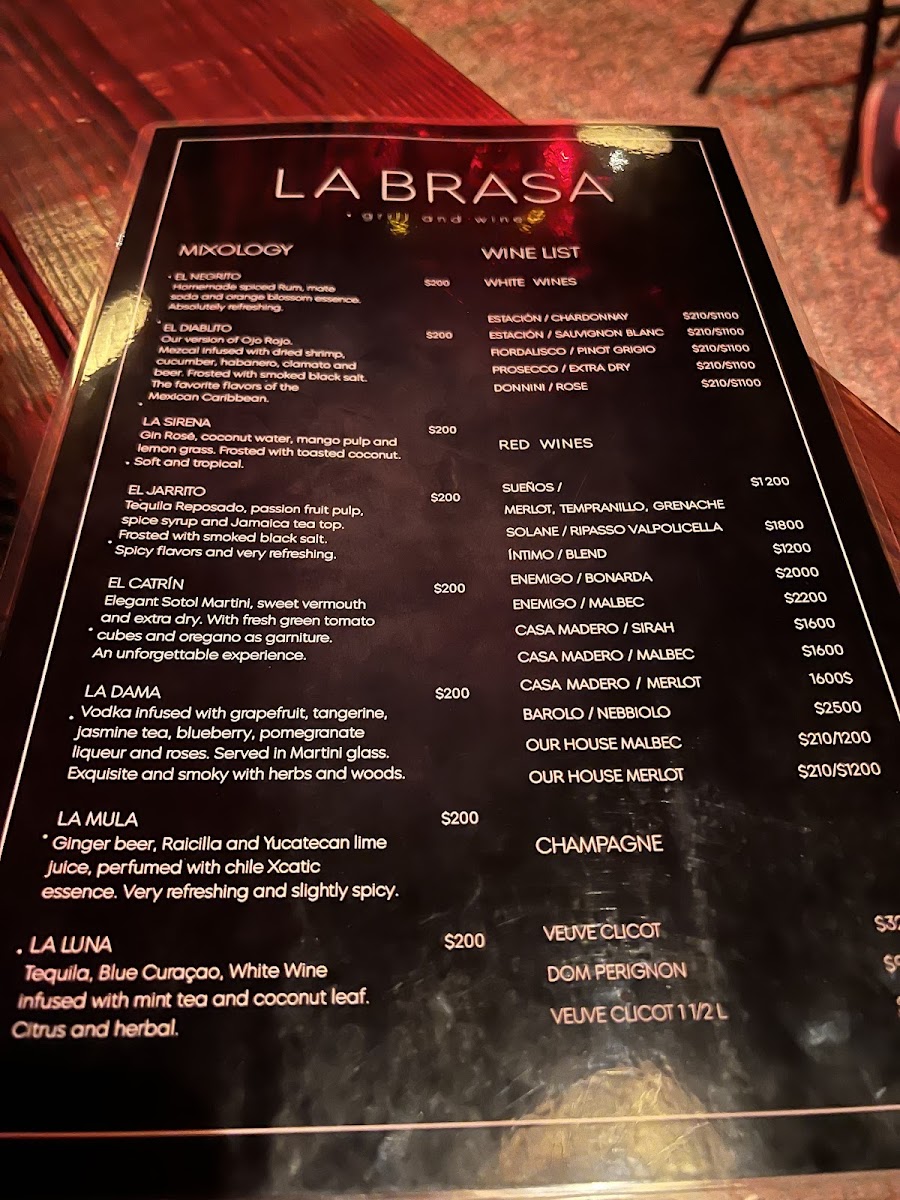 LA BRASA
grill and wine
MIXOLOGY
EL NEGRITO $200
Homemade spiced Rum, mate
soda and orange blossom essence.
Absolutely refreshing.
EL DIABLITO $200
Our version of Ojo Rojo.
Mezcal infused with dried shrimp,
cucumber, habanero, clamato and
beer. Frosted with smoked black salt.
The favorite flavors of the
Mexican Caribbean.
LA SIRENA $200
Gin Rosé, coconut water, mango pulp and
lemon grass. Frosted with toasted coconut.
Soft and tropical.
EL JARRITO $200
Tequila Reposado, passion fruit pulp,
spice syrup and Jamaica tea top.
Frosted with smoked black salt.
Spicy flavors and very refreshing.
EL CATRÍN $200
Elegant Sotol Martini, sweet vermouth
and extra dry. With fresh green tomato
cubes and oregano as garniture.
An unforgettable experience.
LA DAMA $200
Vodka infused with grapefruit, tangerine,
jasmine tea, blueberry, pomegranate
liqueur and roses. Served in Martini glass.
Exquisite and smoky with herbs and woods.
LA MULA $200
Ginger beer, Raicilla and Yucatecan lime
juice, perfumed with chile Xcatic
essence. Very refreshing and slightly spicy.
LA LUNA $200
Tequila, Blue Curaçao, White Wine
infused with mint tea and coconut leaf.
Citrus and herbal.
WINE LIST
WHITE WINES
ESTACIÓN / CHARDONNAY $210/$1100
ESTACIÓN / SAUVIGNON BLANC $210/$1100
FIORDALISCO / PINOT GRIGIO $210/$1100
PROSECCO / EXTRA DRY $210/$1100
DONNINI / ROSE $210/$1100
RED WINES
SUEÑOS / $1200
MERLOT, TEMPRANILLO, GRENACHE
SOLANE / RIPASSO VALPOLICELLA $1800
ÍNTIMO / BLEND $1200
ENEMIGO / BONARDA $2000
ENEMIGO / MALBEC $2200
CASA MADERO / SIRAH $1600
CASA MADERO / MALBEC $1600
CASA MADERO / MERLOT 1600$
BAROLO / NEBBIOLO $2500
OUR HOUSE MALBEC $210/1200
OUR HOUSE MERLOT $210/$1200
CHAMPAGNE
VEUVE CLICOT
DOM PERIGNON
VEUVE CLICOT 1 1/2 L